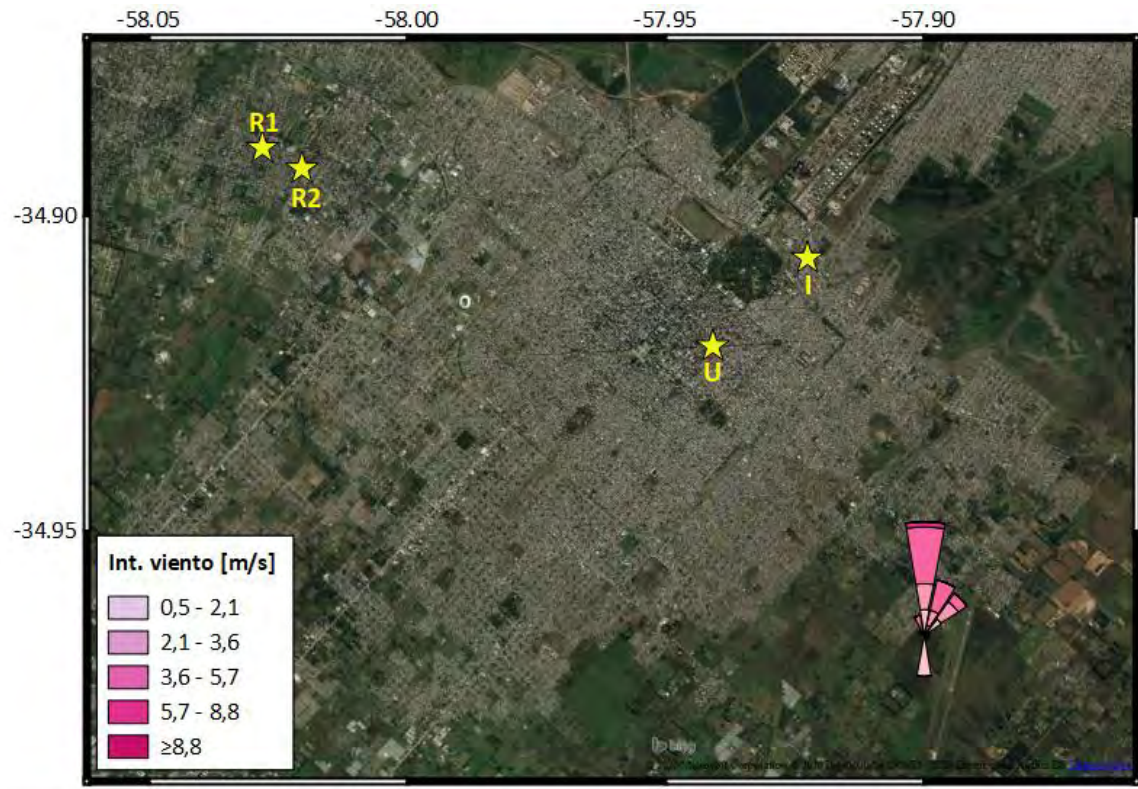 -58.05 -58.00 -57.95 -57.90
R1
R2
-34.90
I
U
-34.95
Int. viento [m/s]
0,5 - 2,1
2,1 - 3,6
3,6 - 5,7
5,7 - 8,8
≥8,8